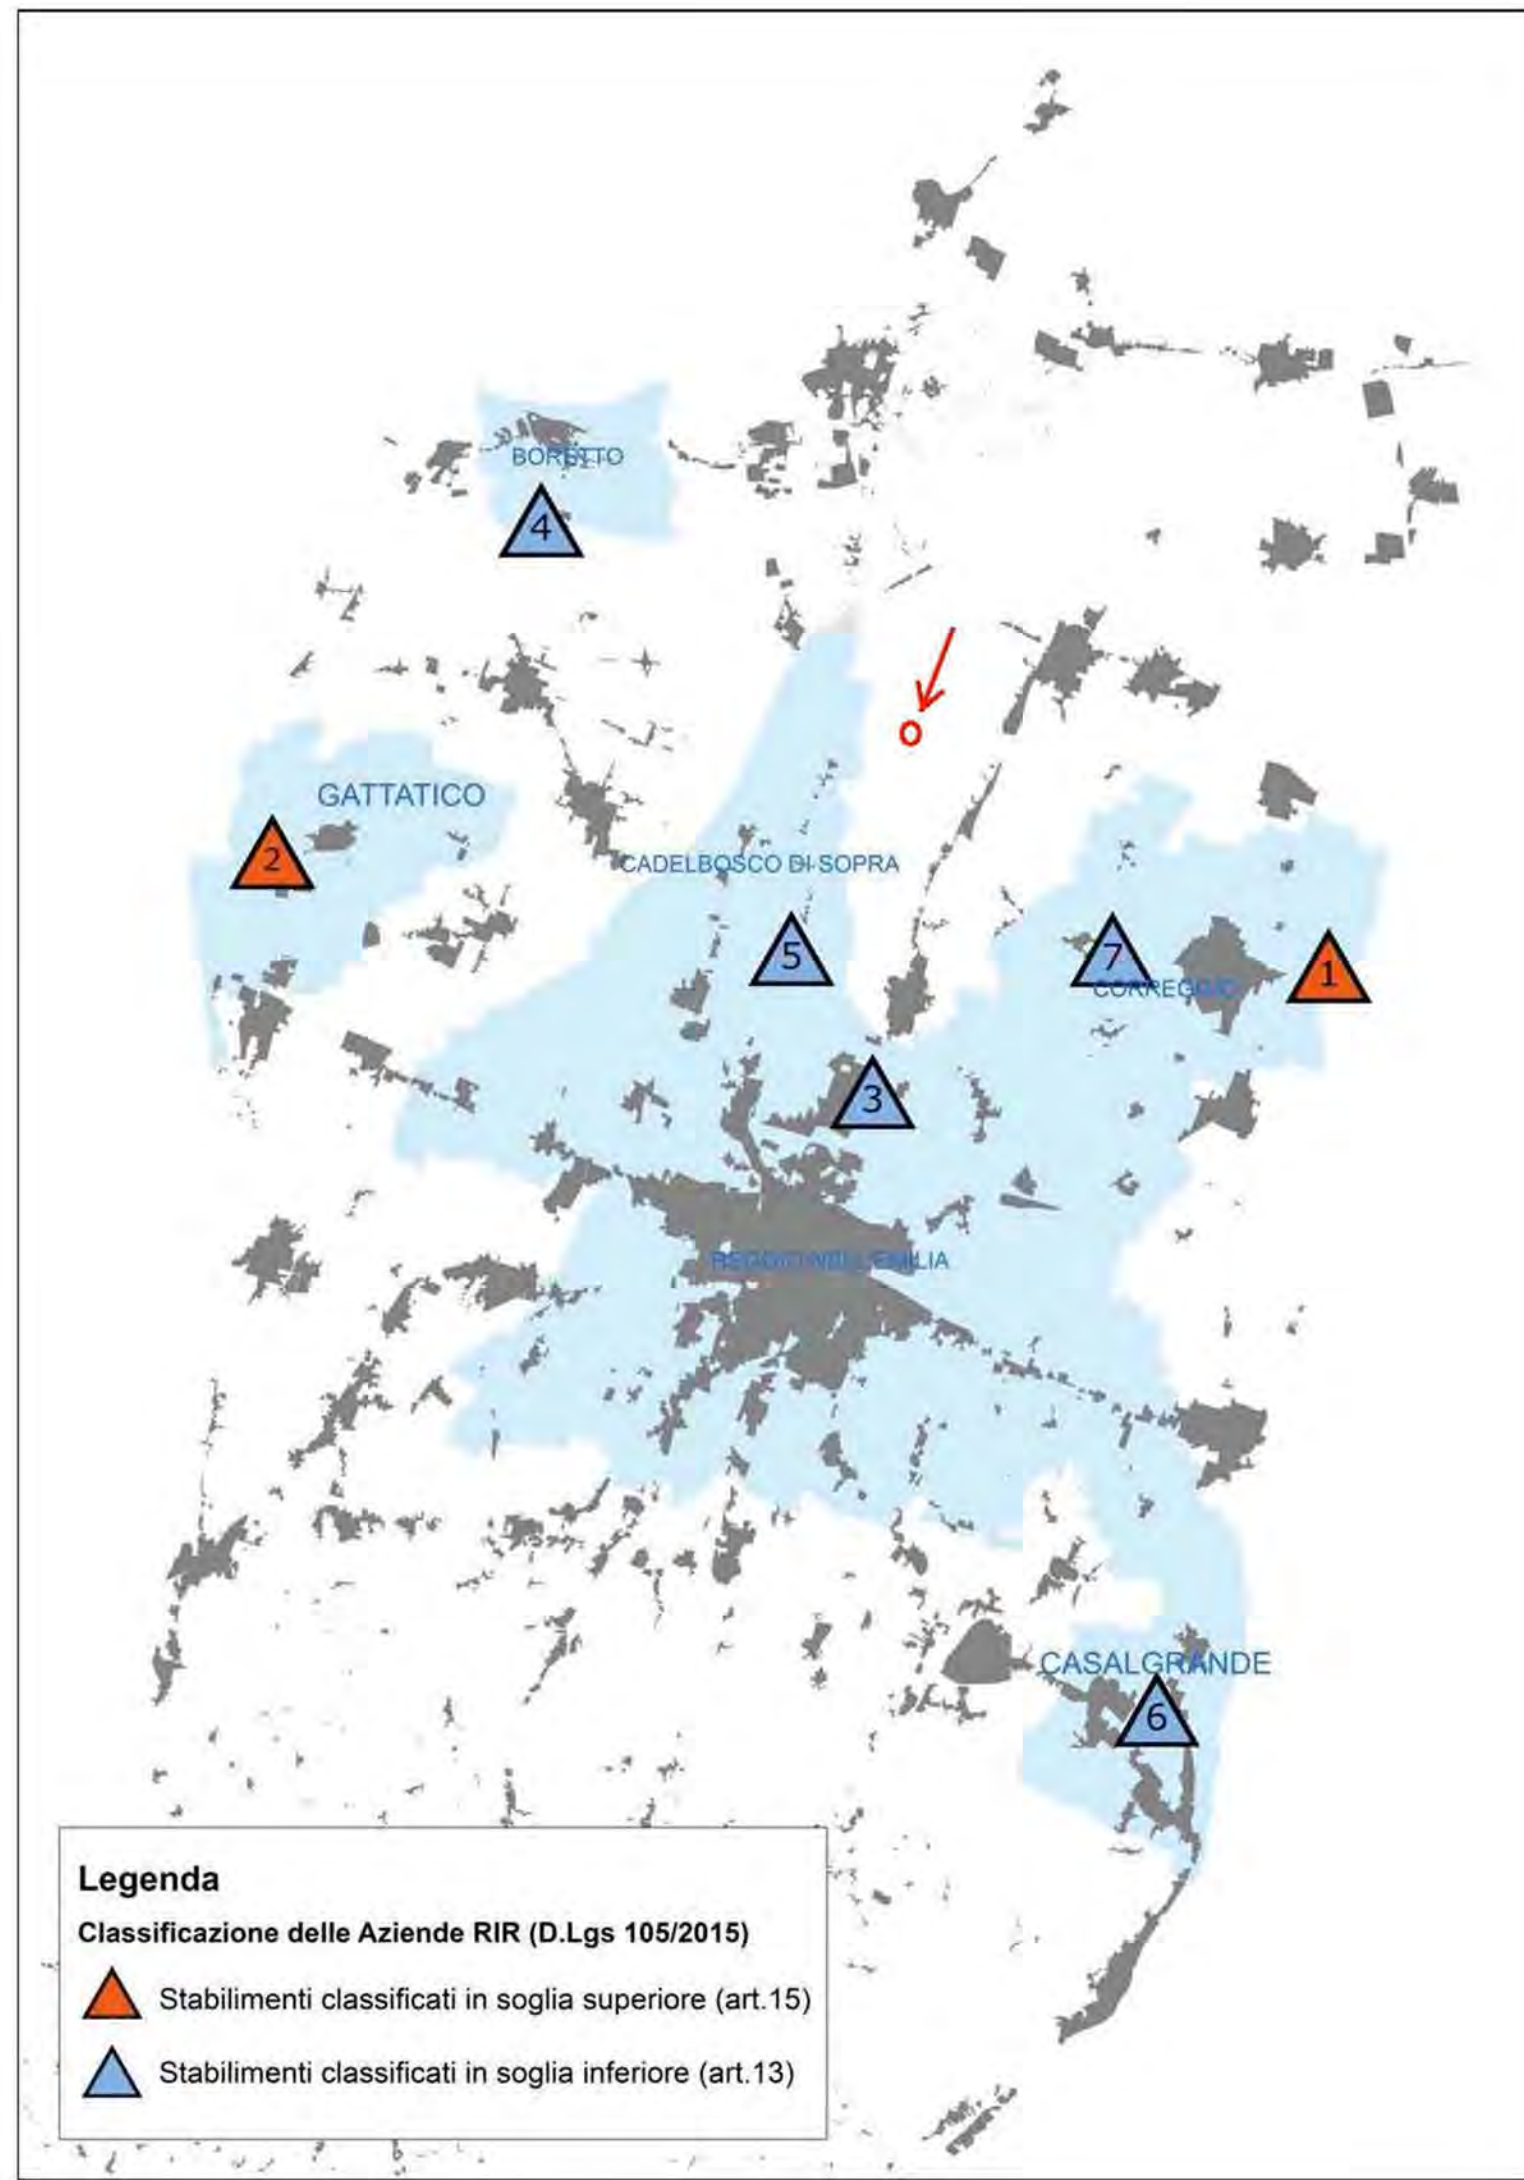 BORETTO
4
GATTATICO
2
CADELBOSCO DI SOPRA
5
7
CORREGGIO
1
3
REGGIO NELL'EMILIA
CASALGRANDE
6
Legenda
Classificazione delle Aziende RIR (D.Lgs 105/2015)
Stabilimenti classificati in soglia superiore (art.15)
Stabilimenti classificati in soglia inferiore (art.13)